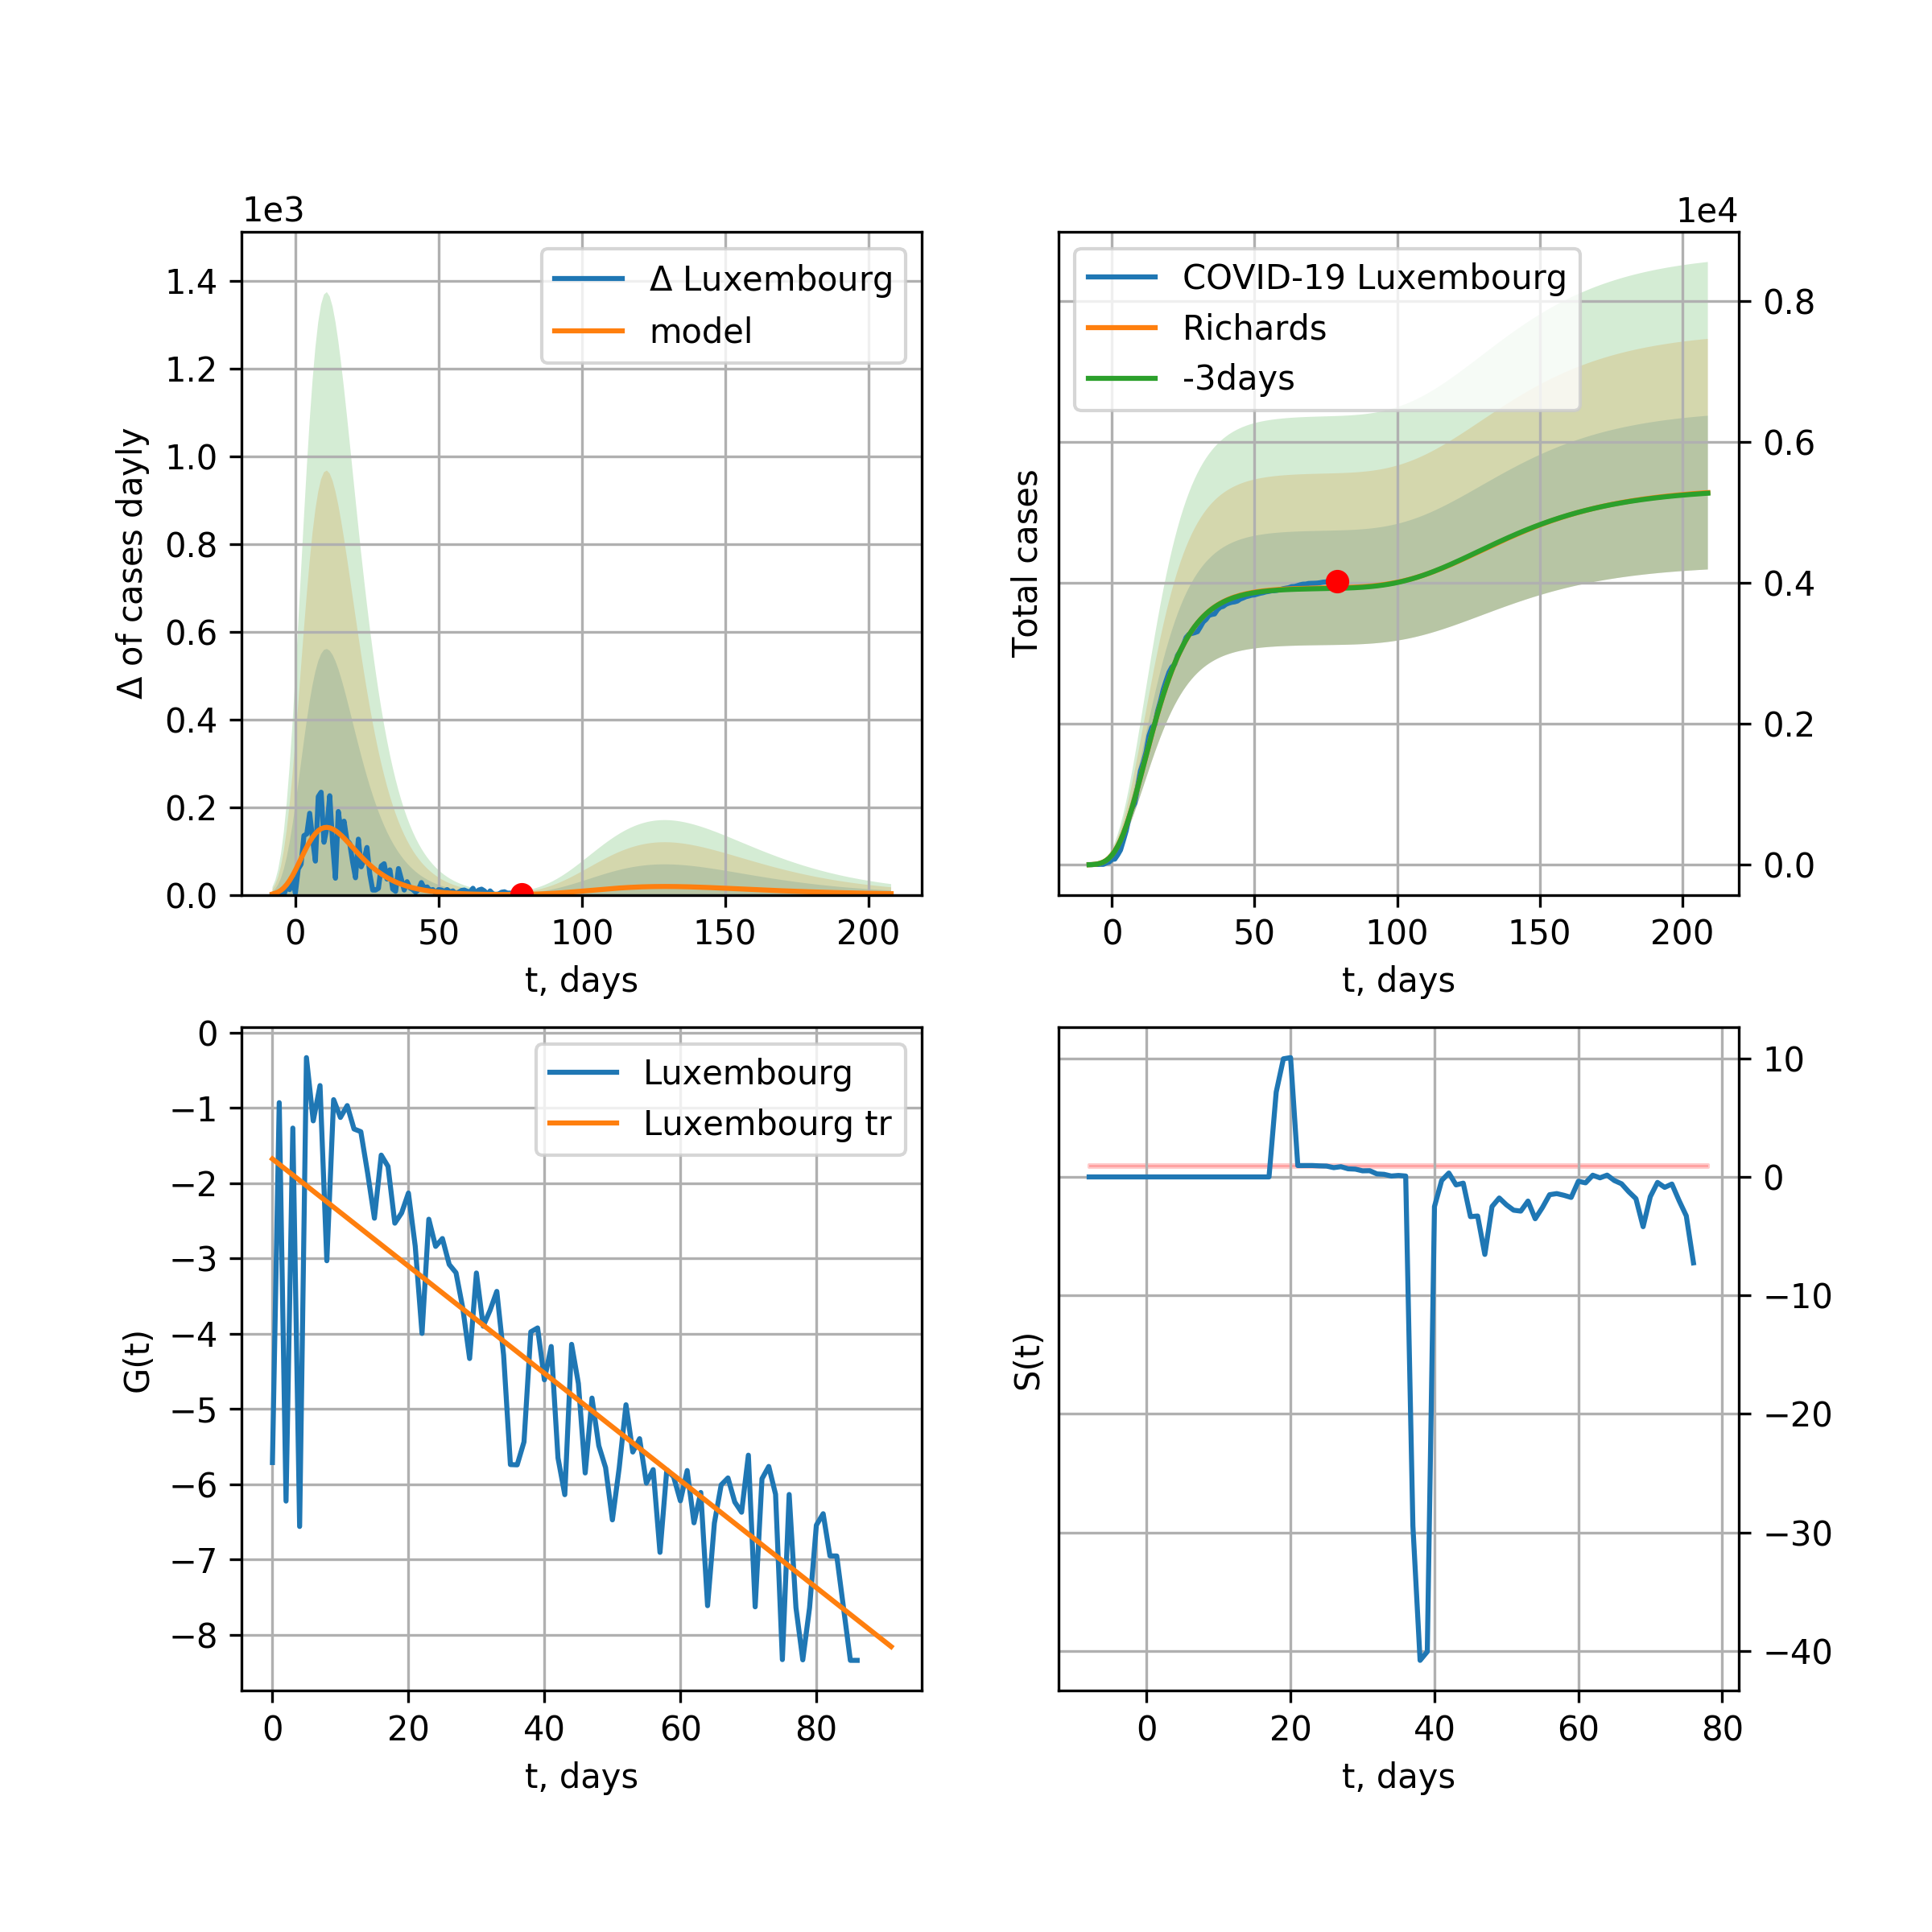 1e3
1.4
1.2
1.0
0.8
0.6
0.4
0.2
0.0
Δ of cases dayly
Δ Luxembourg
model
0 50 100 150 200
t, days
1e4
COVID-19 Luxembourg
Richards
-3days
Total cases
0.8
0.6
0.4
0.2
0.0
0 50 100 150 200
t, days
0
−1
−2
−3
−4
−5
−6
−7
−8
G(t)
Luxembourg
Luxembourg tr
0 20 40 60 80
t, days
S(t)
10
0
−10
−20
−30
−40
0 20 40 60 80
t, days